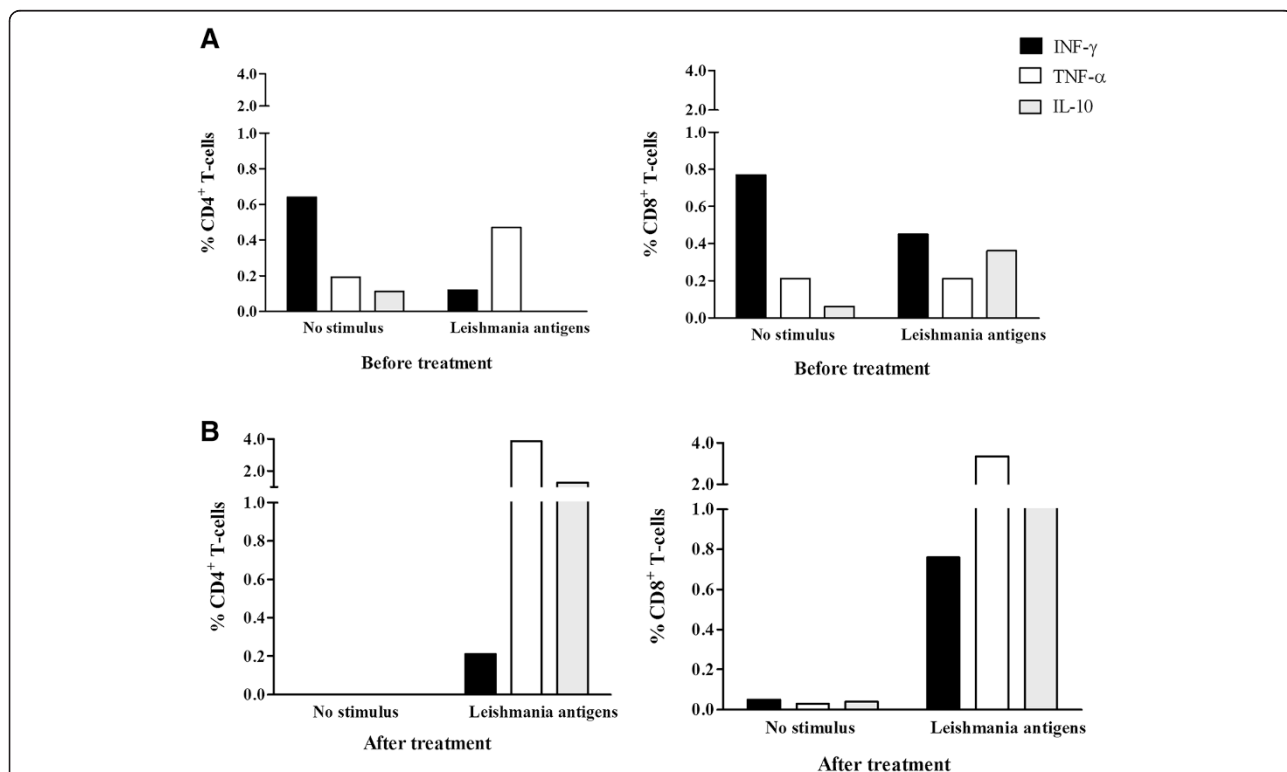 A
INF-γ
TNF-α
IL-10
4.0
2.0
1.0
0.8
0.6
0.4
0.2
0.0
% CD4+ T-cells
No stimulus Leishmania antigens
Before treatment
4.0
2.0
1.0
0.8
0.6
0.4
0.2
0.0
% CD8+ T-cells
No stimulus Leishmania antigens
Before treatment
B
4.0
2.0
1.0
0.8
0.6
0.4
0.2
0.0
% CD4+ T-cells
No stimulus Leishmania antigens
After treatment
4.0
2.0
1.0
0.8
0.6
0.4
0.2
0.0
% CD8+ T-cells
No stimulus Leishmania antigens
After treatment